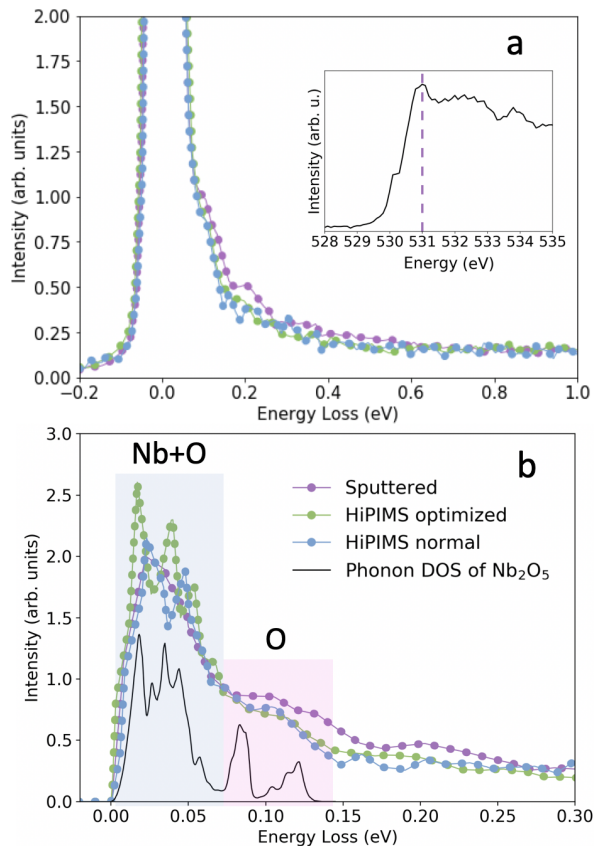 2.00
1.75
1.50
1.25
1.00
0.75
0.50
0.25
0.00
Intensity (arb. units)
a
Intensity (arb. u.)
528 529 530 531 532 533 534 535
Energy (eV)
−0.2 0.0 0.2 0.4 0.6 0.8 1.0
Energy Loss (eV)
3.0
2.5
2.0
1.5
1.0
0.5
0.0
Intensity (arb. units)
Nb+O
b
Sputtered
HiPIMS optimized
HiPIMS normal
Phonon DOS of Nb₂O₅
O
0.00 0.05 0.10 0.15 0.20 0.25 0.30
Energy Loss (eV)